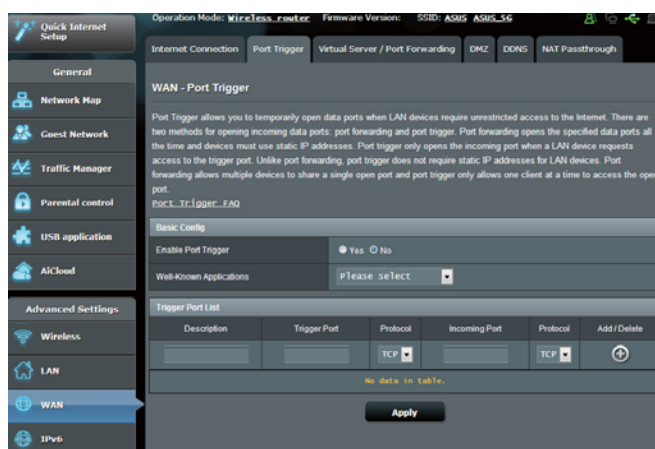 Quick Internet
Setup
Operation Mode: Wireless router Firmware Version: SSID: ASUS ASUS_5G
Internet Connection Port Trigger Virtual Server / Port Forwarding DMZ DDNS NAT Passthrough
General
Network Map
Guest Network
Traffic Manager
Parental control
USB application
AiCloud
Advanced Settings
Wireless
LAN
WAN
IPv6
WAN - Port Trigger
Port Trigger allows you to temporarily open data ports when LAN devices require unrestricted access to the Internet. There are
two methods for opening incoming data ports: port forwarding and port trigger. Port forwarding opens the specified data ports all
the time and devices must use static IP addresses. Port trigger only opens the incoming port when a LAN device requests
access to the trigger port. Unlike port forwarding, port trigger does not require static IP addresses for LAN devices. Port
forwarding allows multiple devices to share a single open port and port trigger only allows one client at a time to access the open
port.
Port Trigger FAQ
Basic Config
Enable Port Trigger Yes No
Well-Known Applications Please select
Trigger Port List
Description Trigger Port Protocol Incoming Port Protocol Add / Delete
TCP TCP
No data in table.
Apply